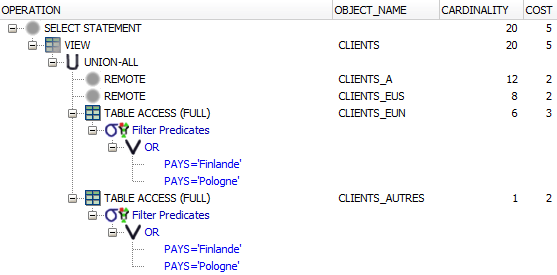 OPERATION OBJECT_NAME CARDINALITY COST
SELECT STATEMENT 20 5
VIEW CLIENTS 20 5
UNION-ALL
REMOTE CLIENTS_A 12 2
REMOTE CLIENTS_EUS 8 2
TABLE ACCESS (FULL) CLIENTS_EUN 6 3
Filter Predicates
OR
PAYS='Finlande'
PAYS='Pologne'
TABLE ACCESS (FULL) CLIENTS_AUTRES 1 2
Filter Predicates
OR
PAYS='Finlande'
PAYS='Pologne'